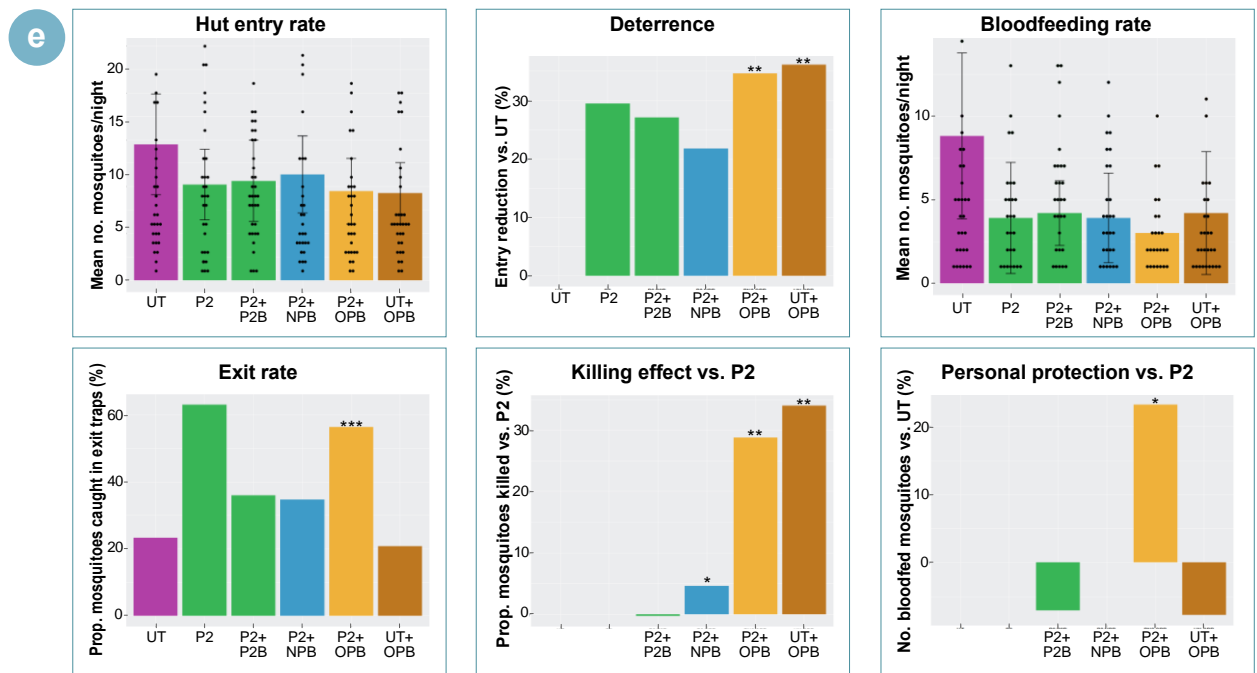 e
Hut entry rate
Mean no. mosquitoes/night
20
15
10
5
0
UT P2 P2+ P2+ P2+ UT+
P2B NPB OPB OPB
Deterrence
Entry reduction vs. UT (%)
30
20
10
0
** **
UT P2 P2+ P2+ P2+ UT+
P2B NPB OPB OPB
Bloodfeeding rate
Mean no. mosquitoes/night
10
5
0
UT P2 P2+ P2+ P2+ UT+
P2B NPB OPB OPB
Exit rate
Prop. mosquitoes caught in exit traps (%)
60
40
20
0
***
UT P2 P2+ P2+ P2+ UT+
P2B NPB OPB OPB
Killing effect vs. P2
Prop. mosquitoes killed vs. P2 (%)
30
20
10
0
* ** **
P2+ P2+ P2+ UT+
P2B NPB OPB OPB
Personal protection vs. P2
No. bloodfed mosquitoes vs. UT (%)
20
10
0
*
P2+ P2+ P2+ UT+
P2B NPB OPB OPB